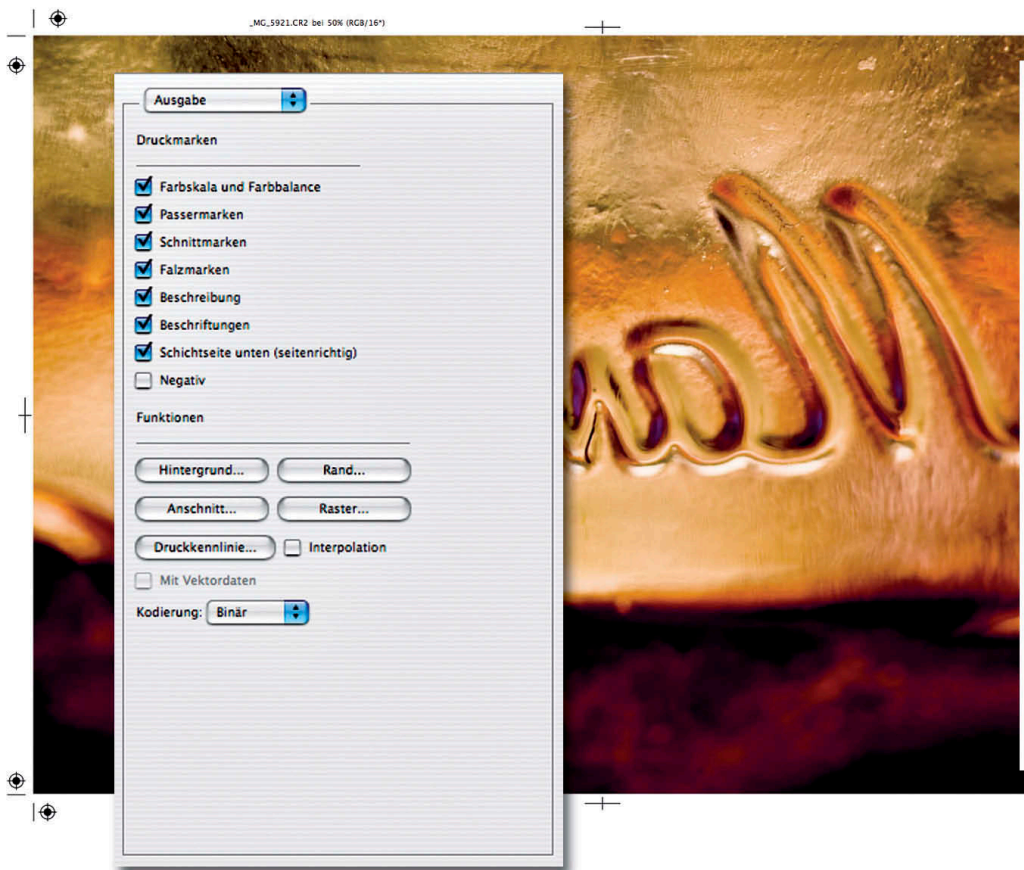 _MG_5921.CR2 bei 50% (RGB/16*)
Ausgabe
Druckmarken
Farbskala und Farbbalance
Passermarken
Schnittmarken
Falzmarken
Beschreibung
Beschriftungen
Schichtseite unten (seitenrichtig)
Negativ
Funktionen
Hintergrund... Rand...
Anschnitt... Raster...
Druckkennlinie... Interpolation
Mit Vektordaten
Kodierung: Binär